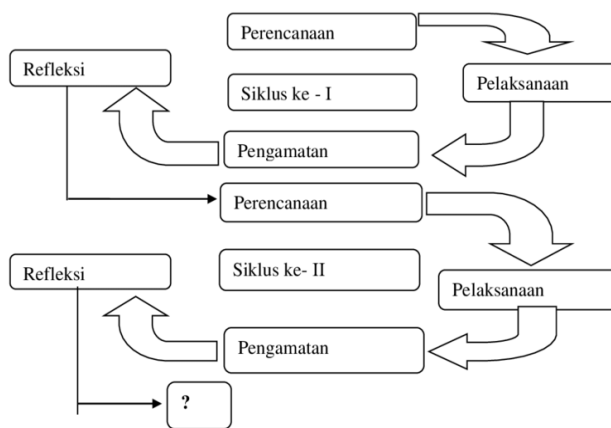 Perencanaan
Refleksi
Pelaksanaan
Siklus ke - I
Pengamatan
Perencanaan
Siklus ke- II
Refleksi
Pelaksanaan
Pengamatan
?